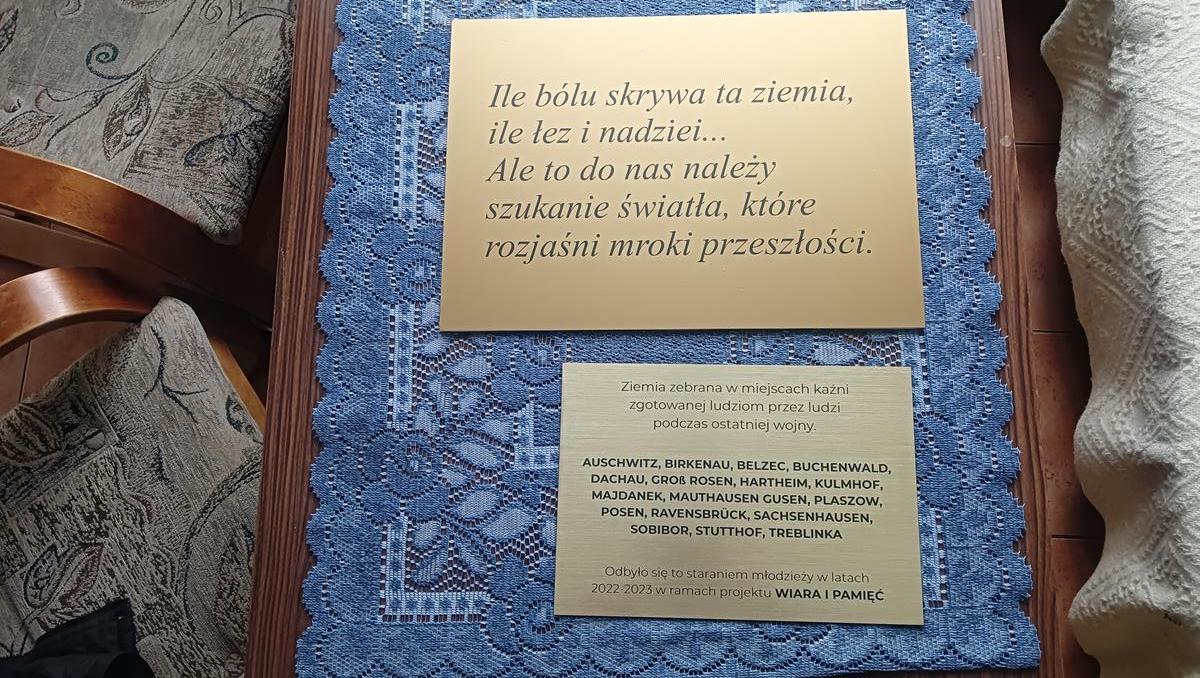 Ile bólu skrywa ta ziemia,
ile łez i nadziei...
Ale to do nas należy
szukanie światła, które
rozjaśni mroki przeszłości.
Ziemia zebrana w miejscach kaźni
zgotowanej ludziom przez ludzi
podczas ostatniej wojny.
AUSCHWITZ, BIRKENAU, BELZEC, BUCHENWALD,
DACHAU, GROß ROSEN, HARTHEIM, KULMHOF,
MAJDANEK, MAUTHAUSEN GUSEN, PLASZOW,
POSEN, RAVENSBRÜCK, SACHSENHAUSEN,
SOBIBOR, STUTTHOF, TREBLINKA
Odbyło się to staraniem młodzieży w latach
2022-2023 w ramach projektu WIARA I PAMIĘĆ